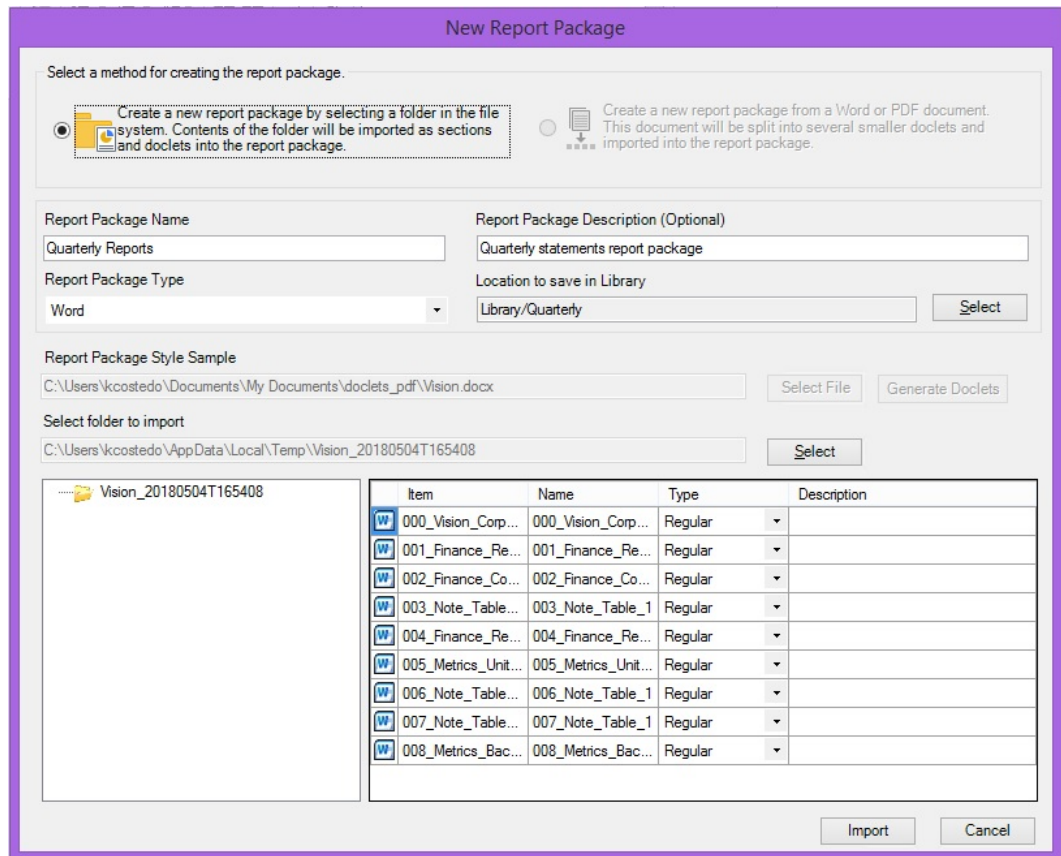 New Report Package
Select a method for creating the report package.
Create a new report package by selecting a folder in the file
system. Contents of the folder will be imported as sections
and doclets into the report package.
Create a new report package from a Word or PDF document.
This document will be split into several smaller doclets and
imported into the report package.
Report Package Name
Report Package Description (Optional)
Quarterly Reports
Quarterly statements report package
Report Package Type
Location to save in Library
Word
Library/Quarterly
Select
Report Package Style Sample
C:\Users\kcostedo\Documents\My Documents\doclets_pdf\Vision.docx
Select File
Generate Doclets
Select folder to import
C:\Users\kcostedo\AppData\Local\Temp\Vision_20180504T165408
Select
Vision_20180504T165408
Item Name Type Description
000_Vision_Corp... 000_Vision_Corp... Regular
001_Finance_Re... 001_Finance_Re... Regular
002_Finance_Co... 002_Finance_Co... Regular
003_Note_Table... 003_Note_Table_1 Regular
004_Finance_Re... 004_Finance_Re... Regular
005_Metrics_Unit... 005_Metrics_Unit... Regular
006_Note_Table... 006_Note_Table_1 Regular
007_Note_Table... 007_Note_Table_1 Regular
008_Metrics_Bac... 008_Metrics_Bac... Regular
Import
Cancel